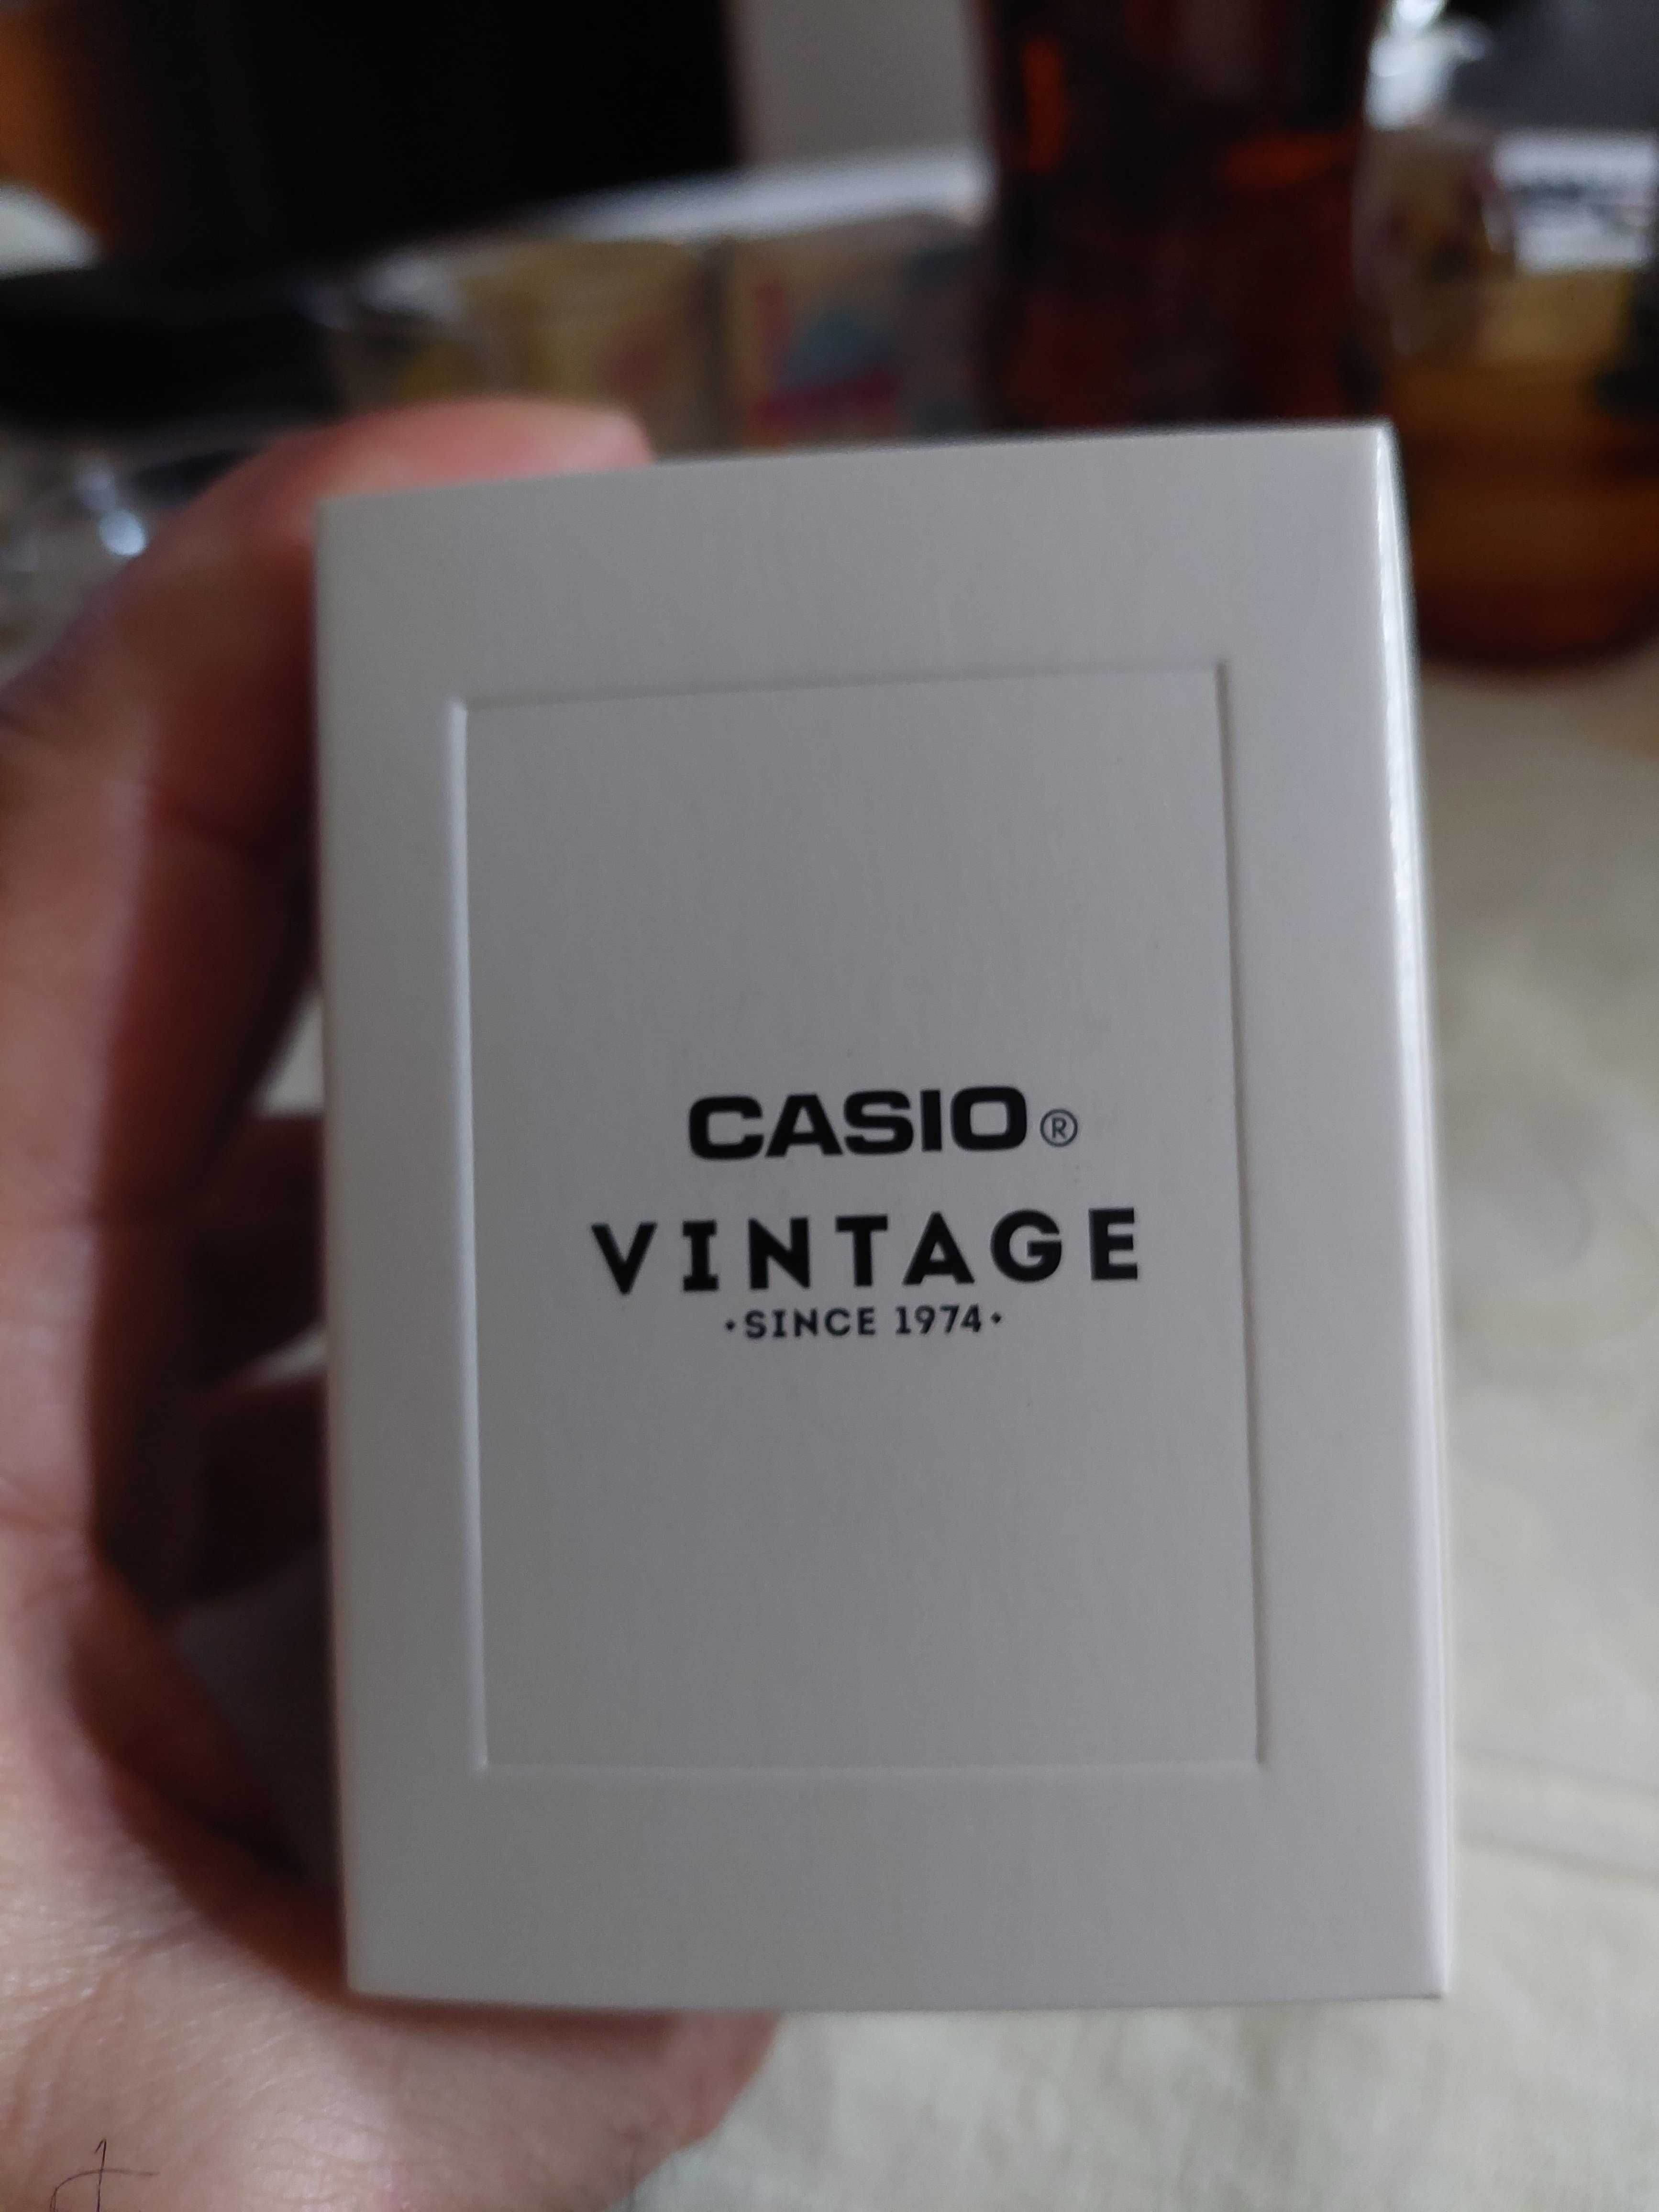 CASIO®
VINTAGE
·SINCE 1974·